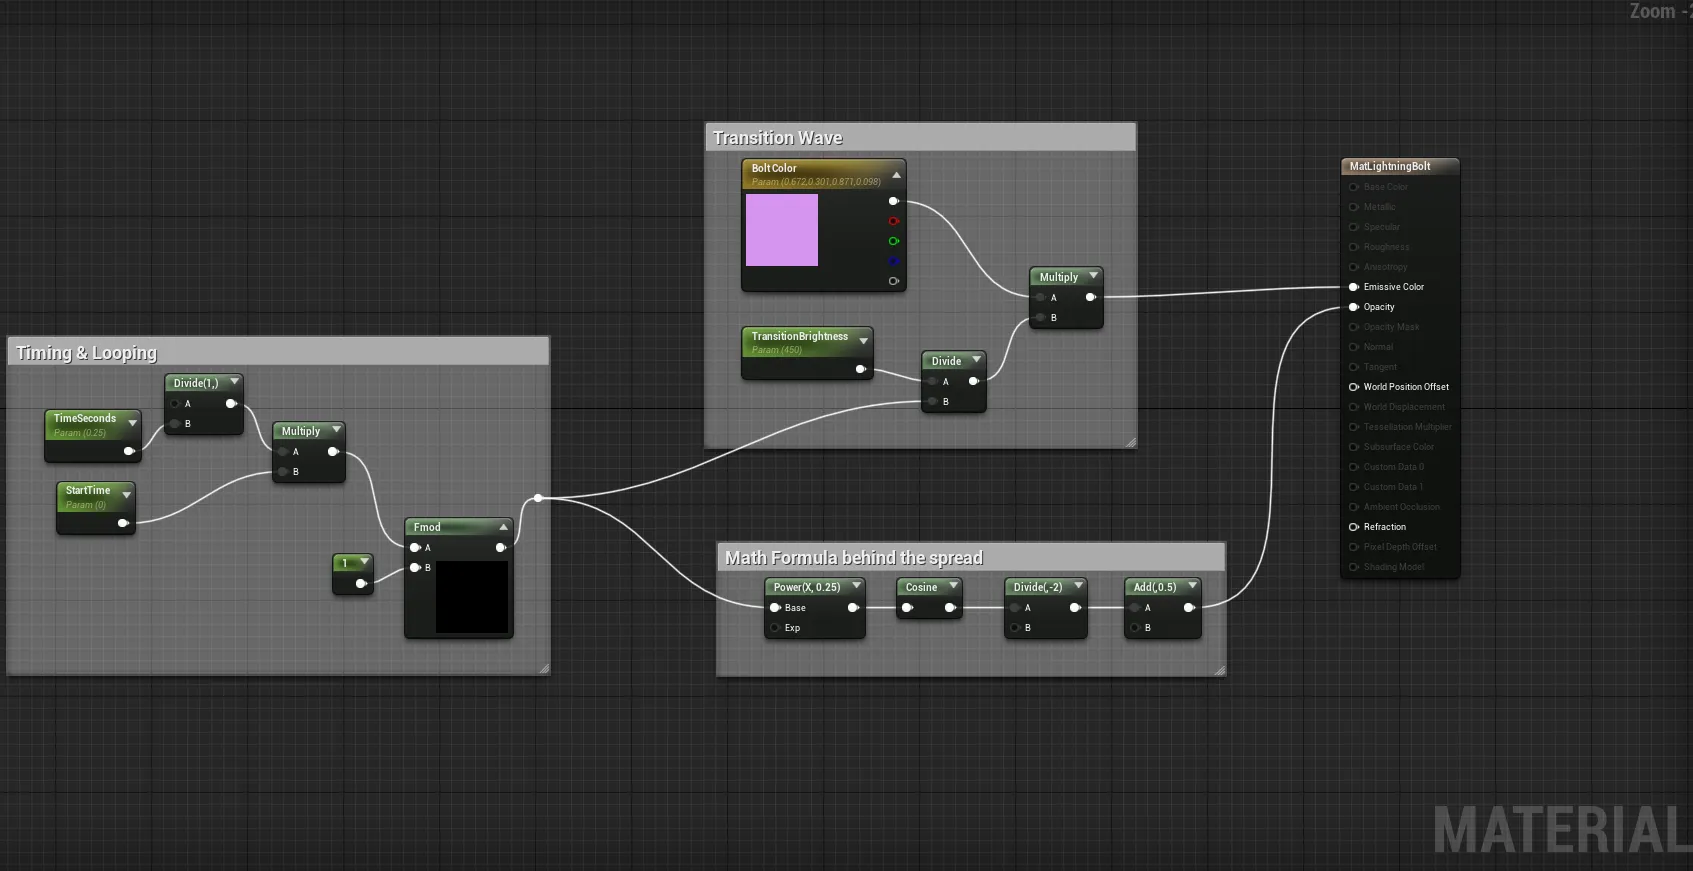 Zoom -2
Transition Wave
Bolt Color
Param (0.672,0.301,0.871,0.098)
Multiply
A
B
TransitionBrightness
Param (450)
Divide
A
B
MatLightningBolt
Base Color
Metallic
Specular
Roughness
Anisotropy
Emissive Color
Opacity
Opacity Mask
Normal
Tangent
World Position Offset
World Displacement
Tessellation Multiplier
Subsurface Color
Custom Data 0
Custom Data 1
Ambient Occlusion
Refraction
Pixel Depth Offset
Shading Model
Timing & Looping
Divide(1,)
A
B
TimeSeconds
Param (0.25)
Multiply
A
B
StartTime
Param (0)
Fmod
A
B
1
Math Formula behind the spread
Power(X, 0.25)
Base
Exp
Cosine
Divide(,-2)
A
B
Add(,0.5)
A
B
MATERIAL